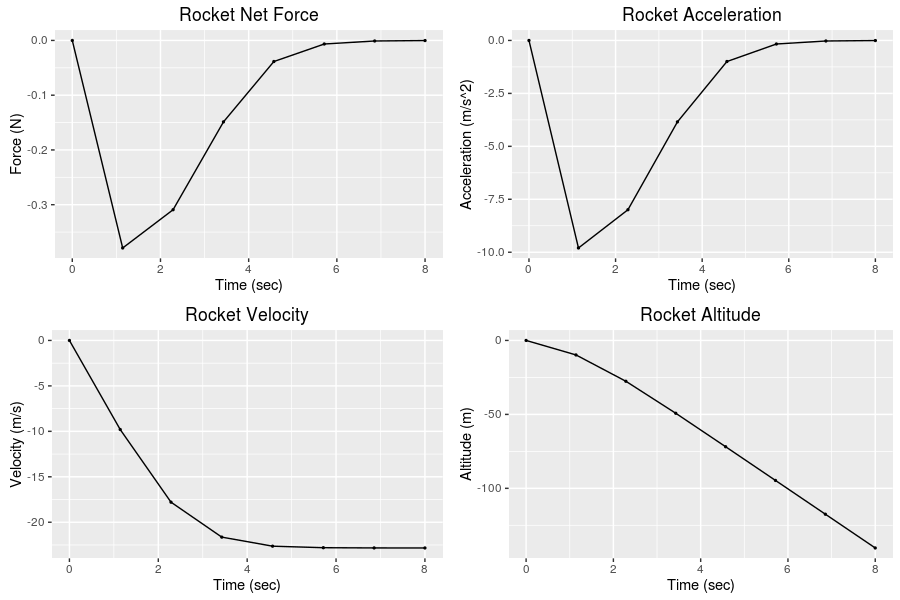 Rocket Net Force
0.0
-0.1
-0.2
-0.3
Force (N)
0 2 4 6 8
Time (sec)
Rocket Acceleration
0.0
-2.5
-5.0
-7.5
-10.0
Acceleration (m/s^2)
0 2 4 6 8
Time (sec)
Rocket Velocity
0
-5
-10
-15
-20
Velocity (m/s)
0 2 4 6 8
Time (sec)
Rocket Altitude
0
-50
-100
Altitude (m)
0 2 4 6 8
Time (sec)